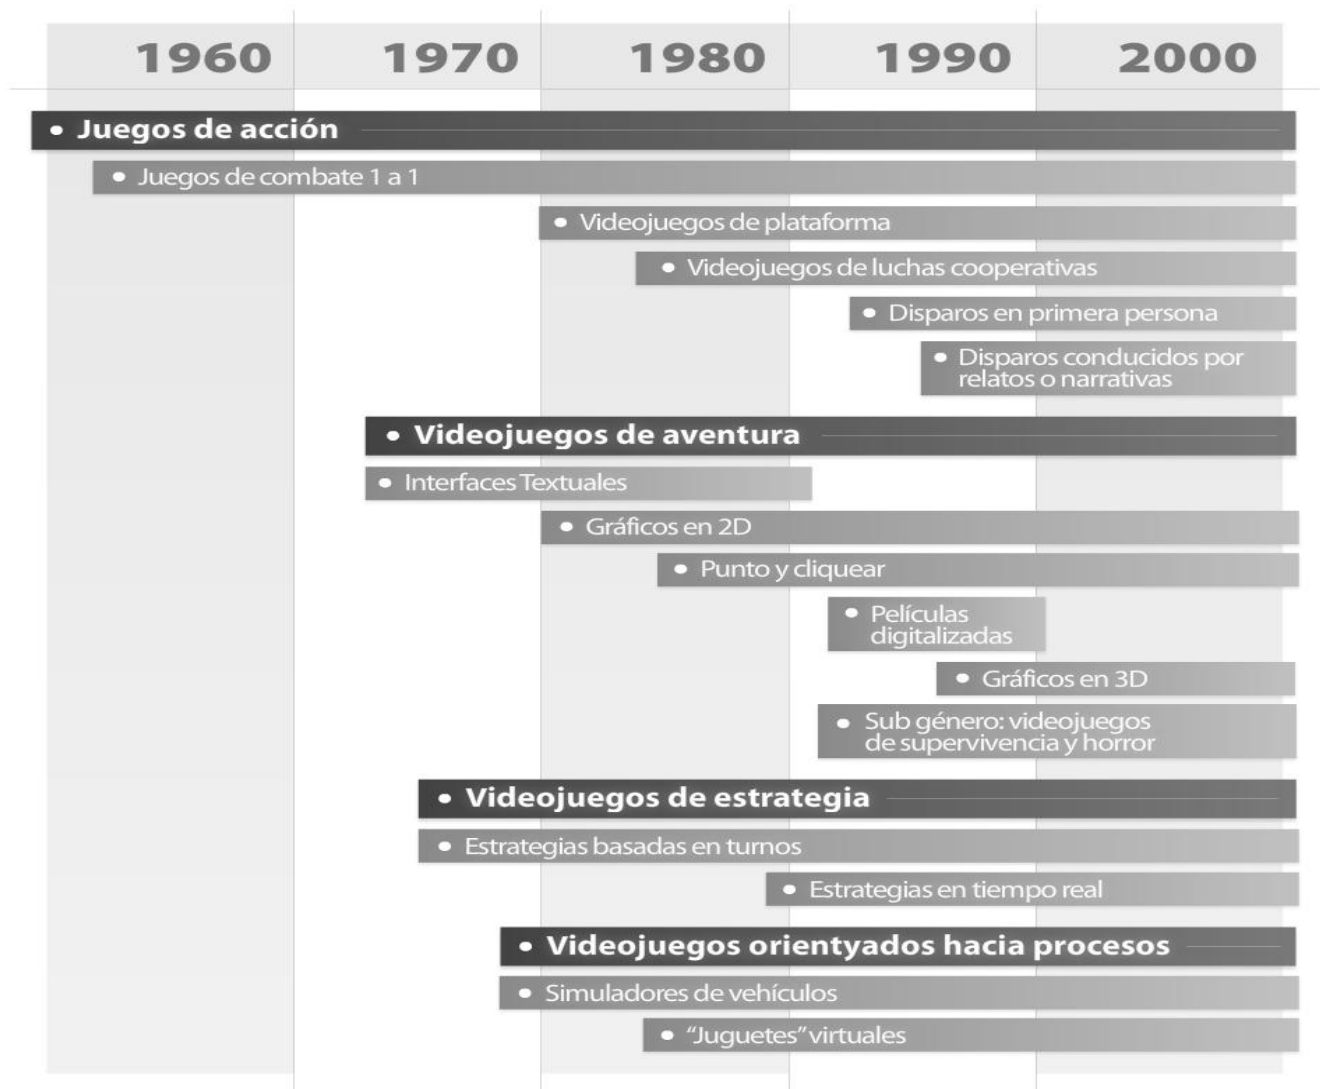 1960 1970 1980 1990 2000
• Juegos de acción
• Juegos de combate 1 a 1
• Videojuegos de plataforma
• Videojuegos de luchas cooperativas
• Disparos en primera persona
• Disparos conducidos por
relatos o narrativas
• Videojuegos de aventura
• Interfaces Textuales
• Gráficos en 2D
• Punto y cliquear
• Películas
digitalizadas
• Gráficos en 3D
• Sub género: videojuegos
de supervivencia y horror
• Videojuegos de estrategia
• Estrategias basadas en turnos
• Estrategias en tiempo real
• Videojuegos orientyados hacia procesos
• Simuladores de vehículos
• “Juguetes” virtuales